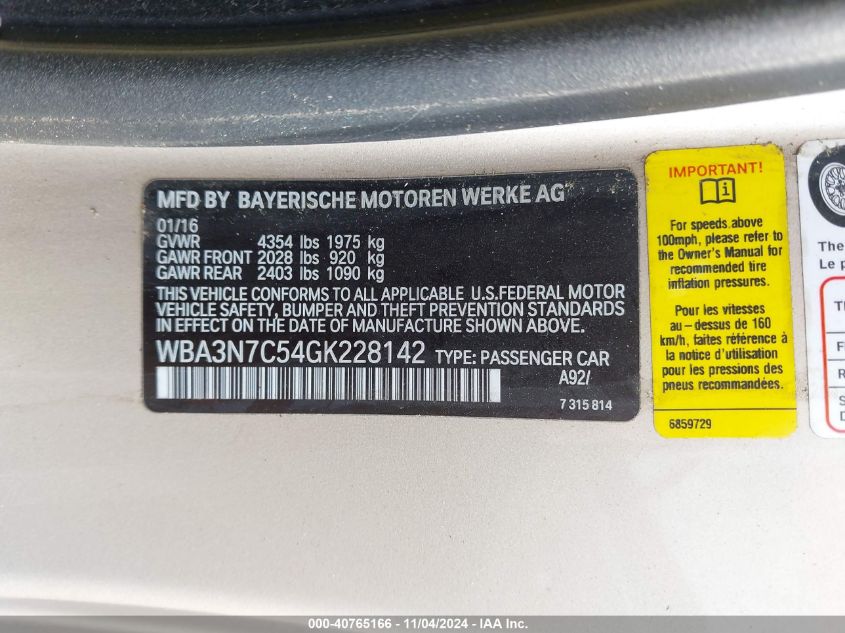 MFD BY BAYERISCHE MOTOREN WERKE AG
01/16
GVWR 4354 lbs 1975 kg
GAWR FRONT 2028 lbs 920 kg
GAWR REAR 2403 lbs 1090 kg
THIS VEHICLE CONFORMS TO ALL APPLICABLE U.S.FEDERAL MOTOR
VEHICLE SAFETY, BUMPER AND THEFT PREVENTION STANDARDS
IN EFFECT ON THE DATE OF MANUFACTURE SHOWN ABOVE.
WBA3N7C54GK228142 TYPE: PASSENGER CAR
A92/
7 315 814
IMPORTANT!
For speeds above
100mph, please refer to
the Owner's Manual for
recommended tire
inflation pressures.
Pour les vitesses
au-dessus de 160
km/h, faites référence à
la notice d'utilisation
pour les pressions des
pneus recommandées.
6859729
The
Le p
T
F
R
S
D
000-40765166 - 11/04/2024 - IAA Inc.